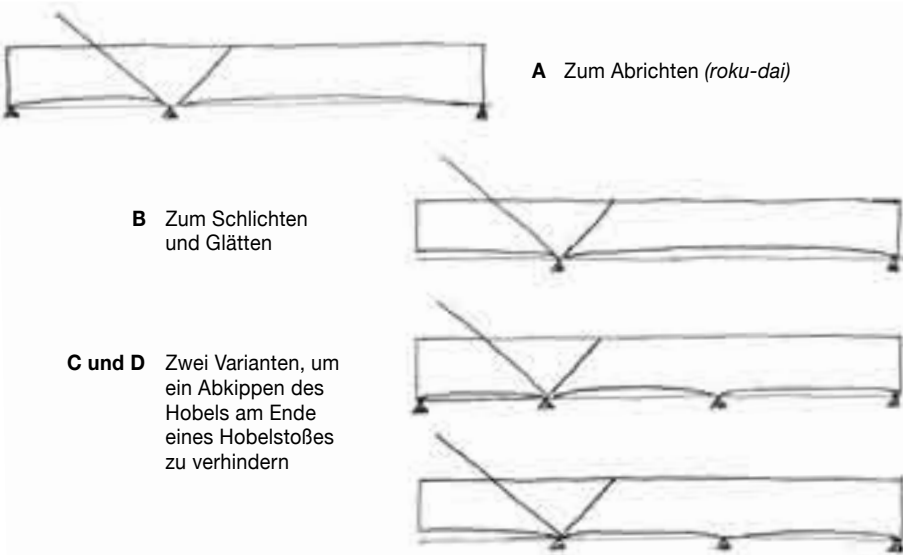 A Zum Abrichten (roku-dai)
B Zum Schlichten
und Glätten
C und D Zwei Varianten, um
ein Abkippen des
Hobels am Ende
eines Hobelstoßes
zu verhindern